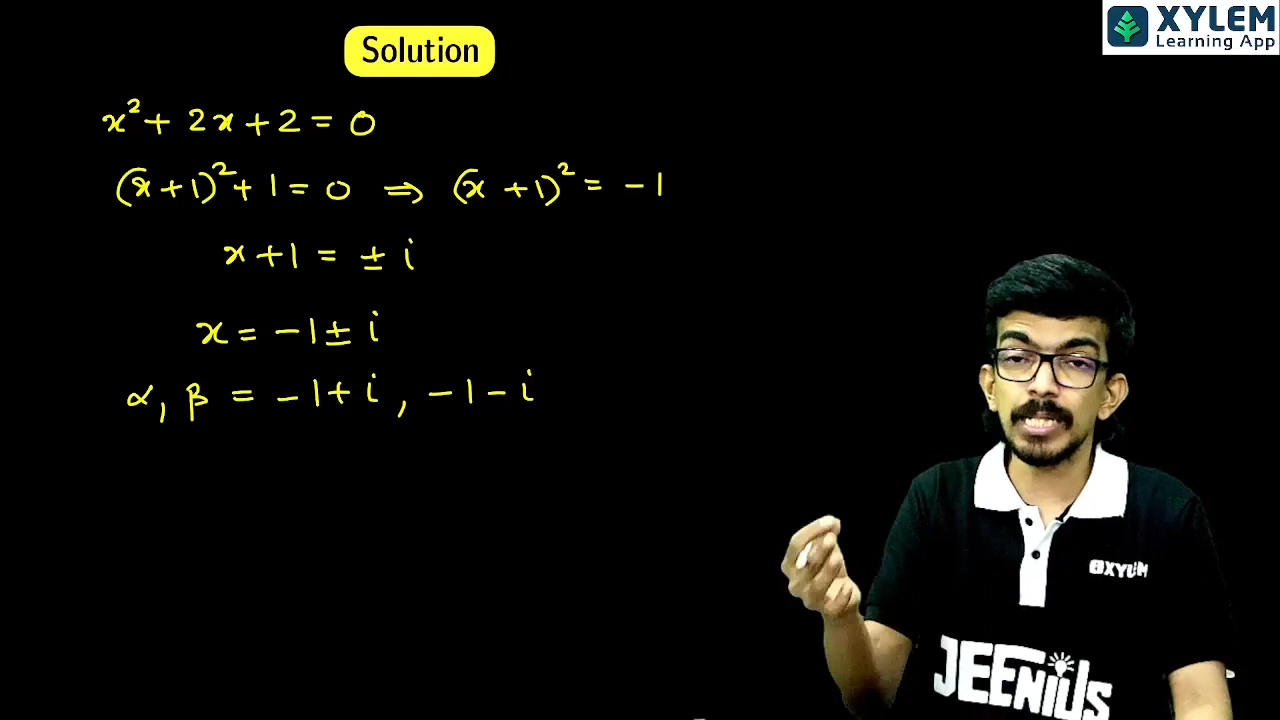 XYLEM
Learning App
Solution
x² + 2x + 2 = 0
(x + 1)² + 1 = 0 ⇒ (x + 1)² = -1
x + 1 = ± i
x = -1 ± i
α, β = -1 + i , -1 - i
XYLEM
JEENIUS